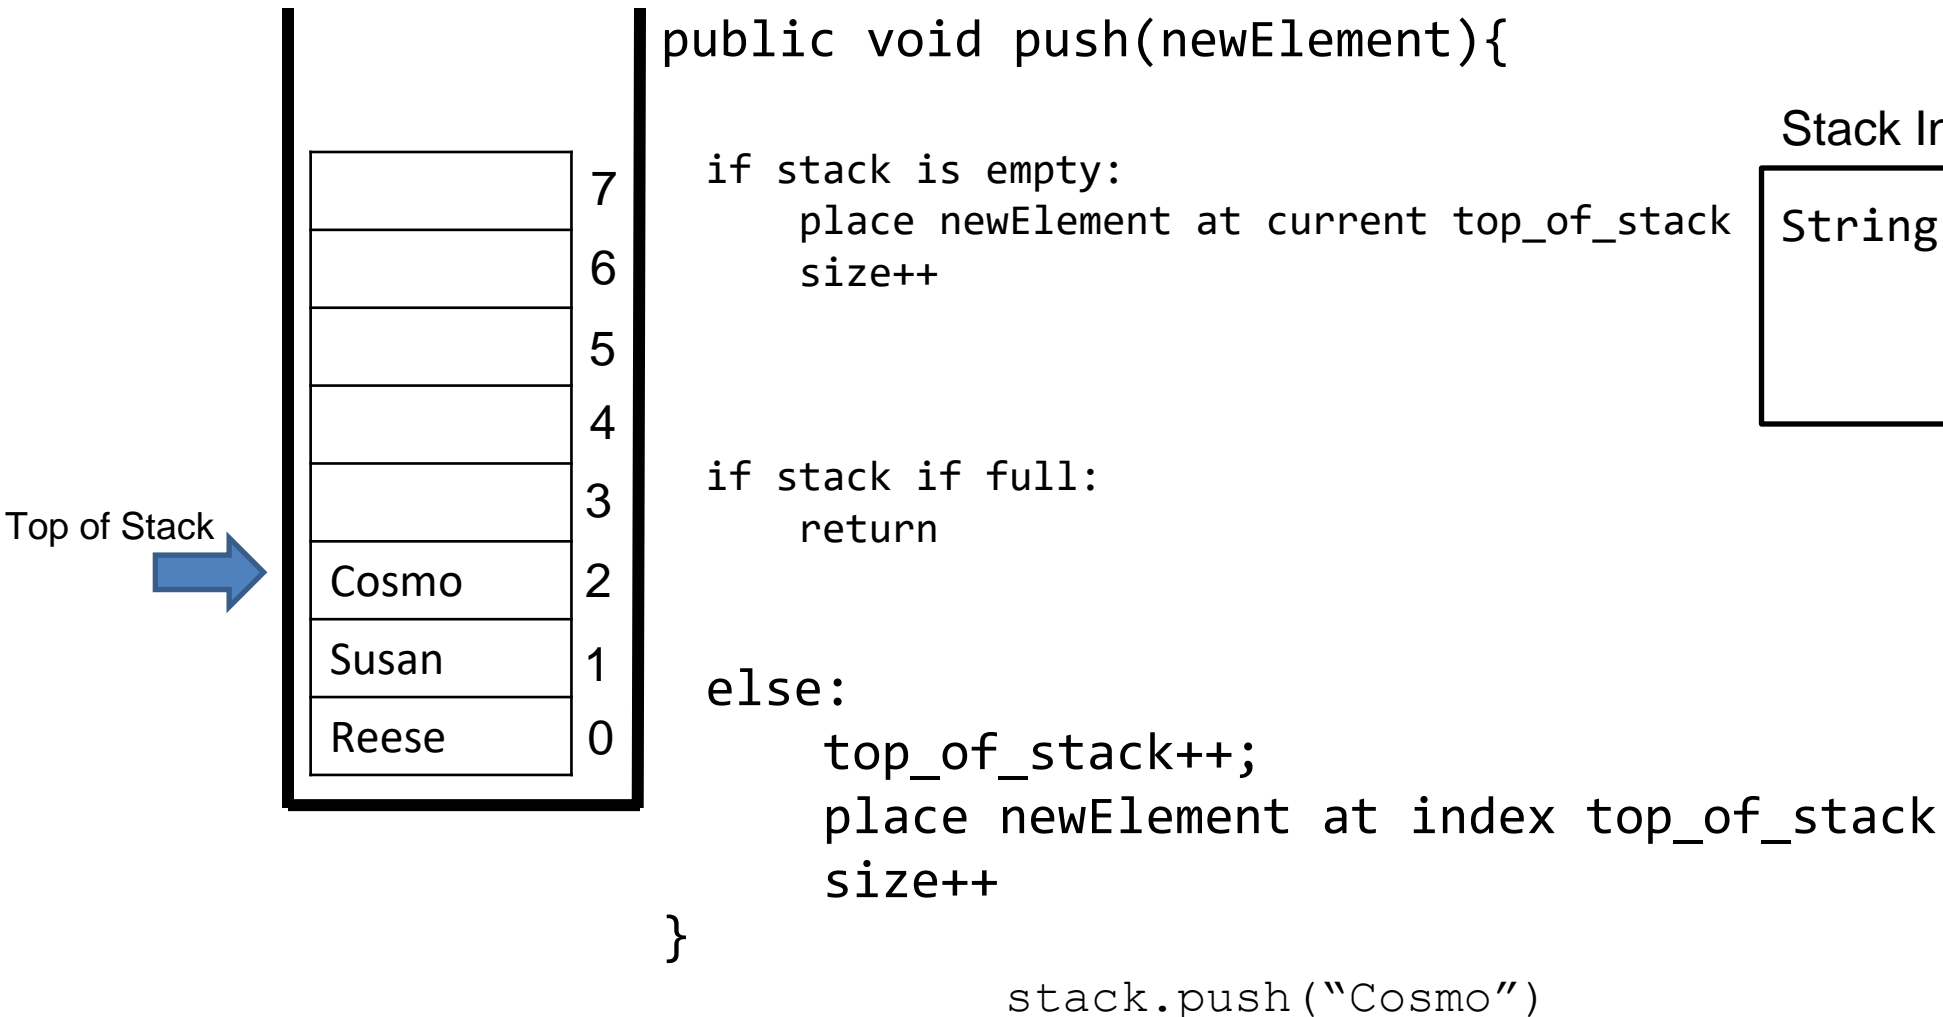 public void push(newElement){
Stack In
if stack is empty:
place newElement at current top_of_stack
size++
String
if stack if full:
return
else:
top_of_stack++;
place newElement at index top_of_stack
size++
}
stack.push(“Cosmo”)
Top of Stack
7
6
5
4
3
Cosmo 2
Susan 1
Reese 0